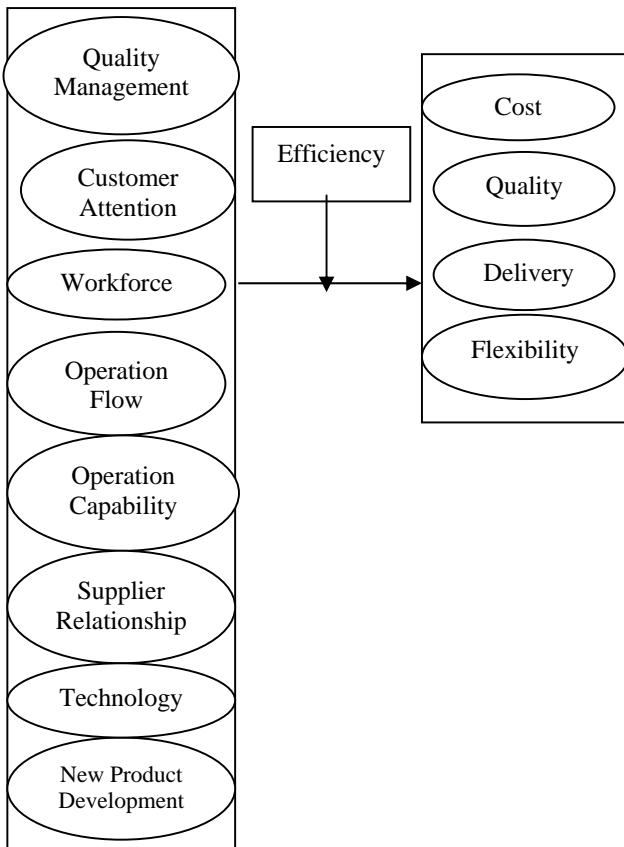 Quality
Management
Customer
Attention
Workforce
Operation
Flow
Operation
Capability
Supplier
Relationship
Technology
New Product
Development
Efficiency
Cost
Quality
Delivery
Flexibility